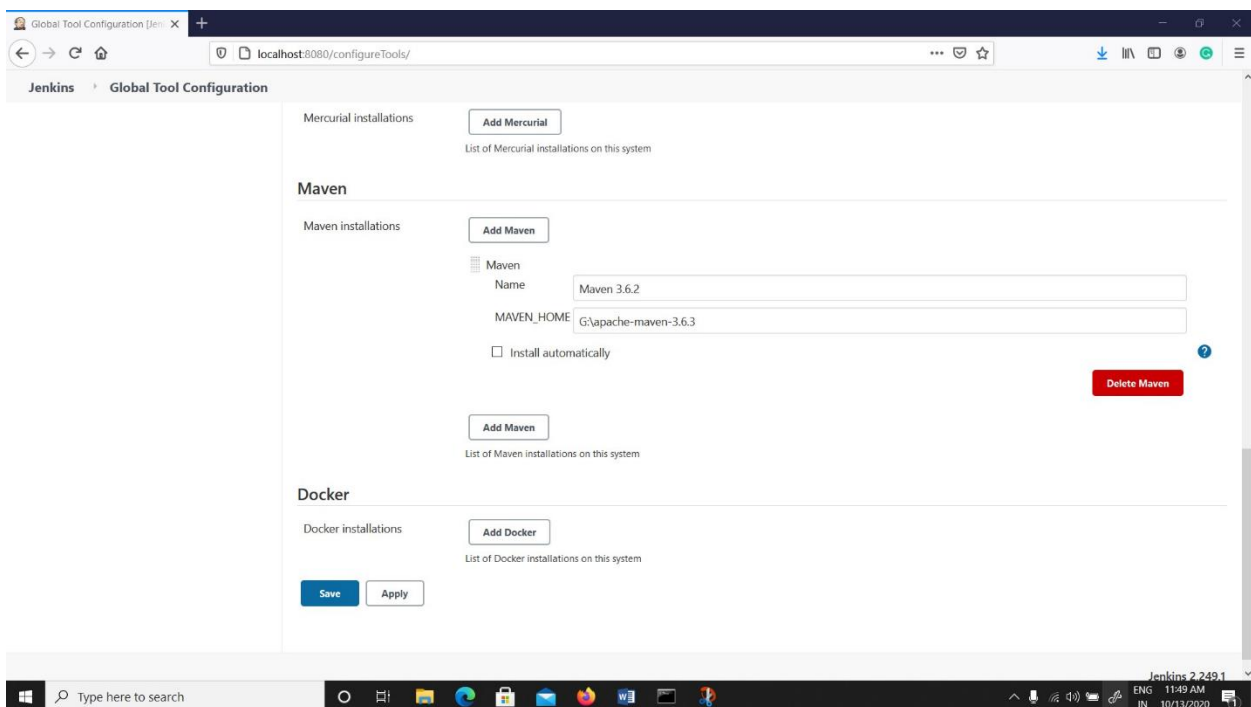 Global Tool Configuration [Jen
localhost:8080/configureTools/
Jenkins Global Tool Configuration
Mercurial installations
Add Mercurial
List of Mercurial installations on this system
Maven
Maven installations
Add Maven
Maven
Name
Maven 3.6.2
MAVEN_HOME
G:\apache-maven-3.6.3
Install automatically
Delete Maven
Add Maven
List of Maven installations on this system
Docker
Docker installations
Add Docker
List of Docker installations on this system
Save
Apply
Jenkins 2.249.1
Type here to search
ENG 11:49 AM
IN 10/13/2020